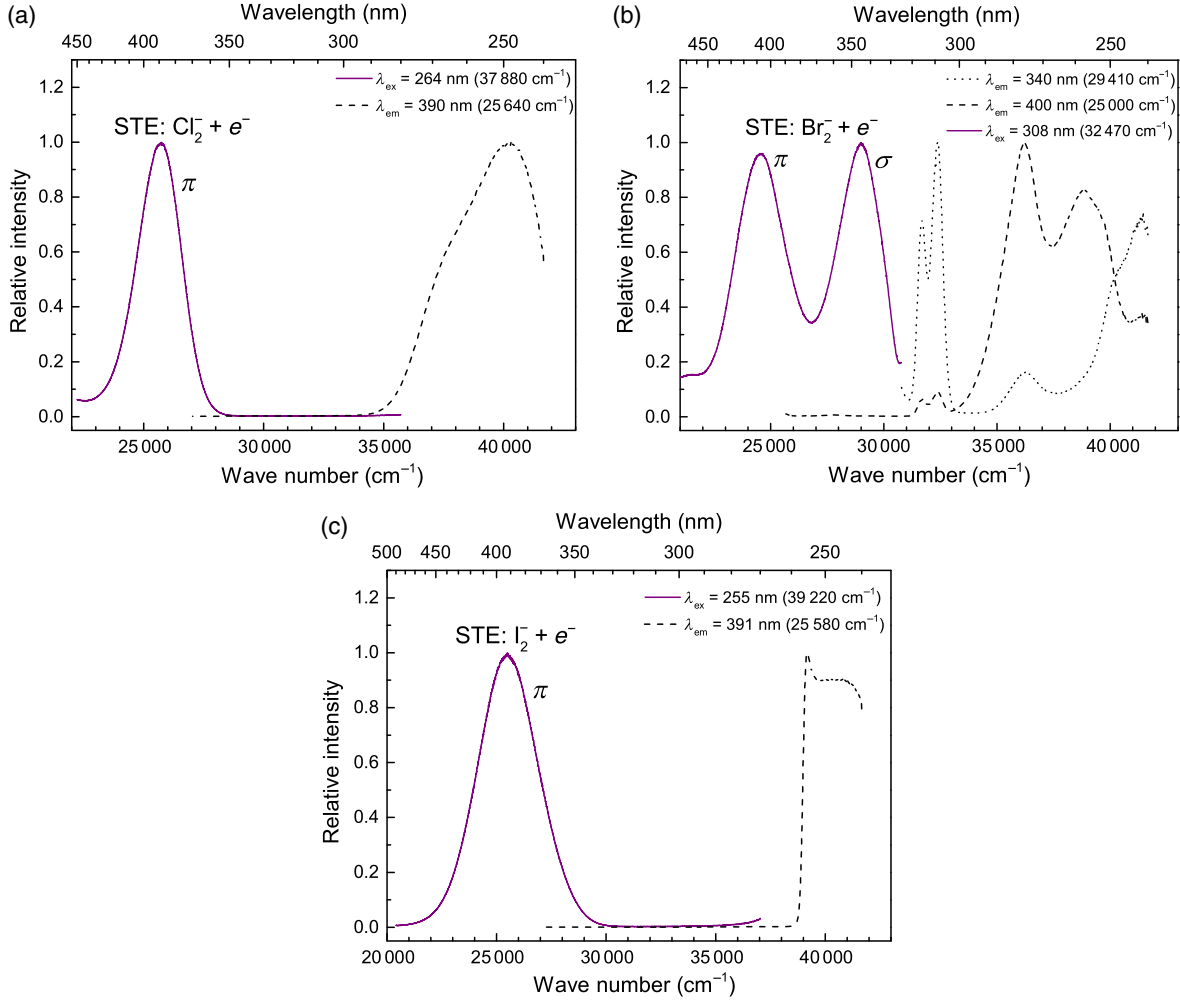 (a)
Wavelength (nm)
450 400 350 300 250
λex = 264 nm (37 880 cm⁻¹)
λem = 390 nm (25 640 cm⁻¹)
STE: Cl₂⁻ + e⁻
π
Relative intensity
1.2
1.0
0.8
0.6
0.4
0.2
0.0
25 000 30 000 35 000 40 000
Wave number (cm⁻¹)
(b)
Wavelength (nm)
450 400 350 300 250
λem = 340 nm (29 410 cm⁻¹)
λem = 400 nm (25 000 cm⁻¹)
λex = 308 nm (32 470 cm⁻¹)
STE: Br₂⁻ + e⁻
π σ
Relative intensity
1.2
1.0
0.8
0.6
0.4
0.2
0.0
25 000 30 000 35 000 40 000
Wave number (cm⁻¹)
(c)
Wavelength (nm)
500 450 400 350 300 250
λex = 255 nm (39 220 cm⁻¹)
λem = 391 nm (25 580 cm⁻¹)
STE: I₂⁻ + e⁻
π
Relative intensity
1.2
1.0
0.8
0.6
0.4
0.2
0.0
20 000 25 000 30 000 35 000 40 000
Wave number (cm⁻¹)